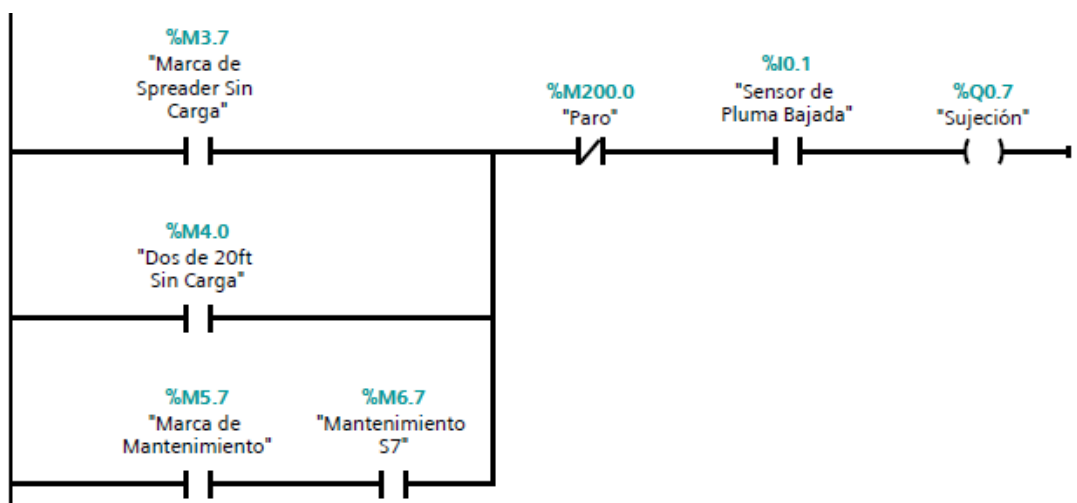 %M3.7
"Marca de
Spreader Sin
Carga"
%M200.0
"Paro"
%I0.1
"Sensor de
Pluma Bajada"
%Q0.7
"Sujeción"
%M4.0
"Dos de 20ft
Sin Carga"
%M5.7
"Marca de
Mantenimiento"
%M6.7
"Mantenimiento
S7"